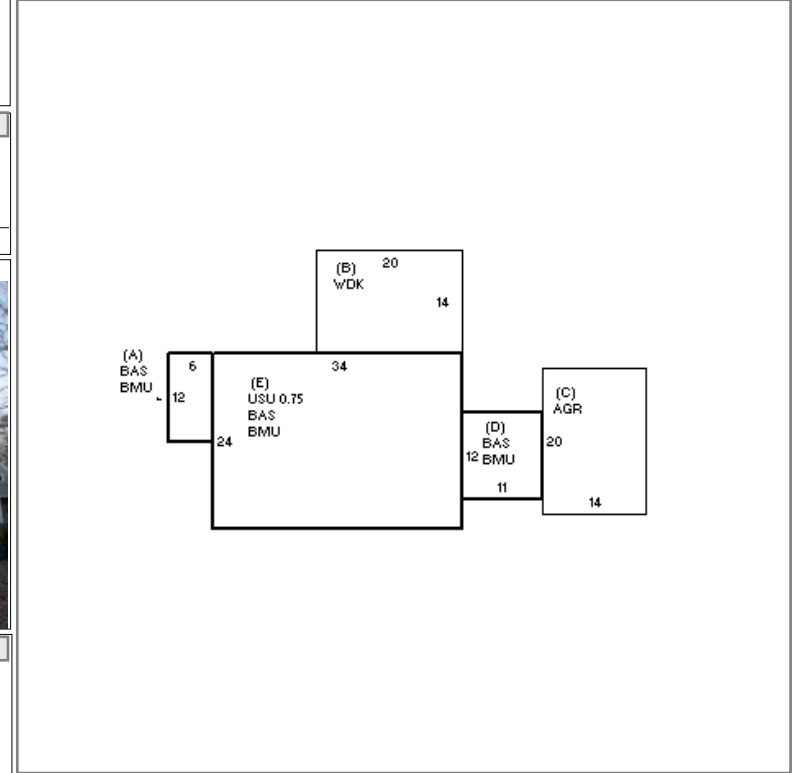 (B)
WDK
20
14
(A)
BAS
BMU
6
12
34
(E)
USU 0.75
BAS
BMU
24
(D)
BAS
BMU
12
11
(C)
AGR
20
14